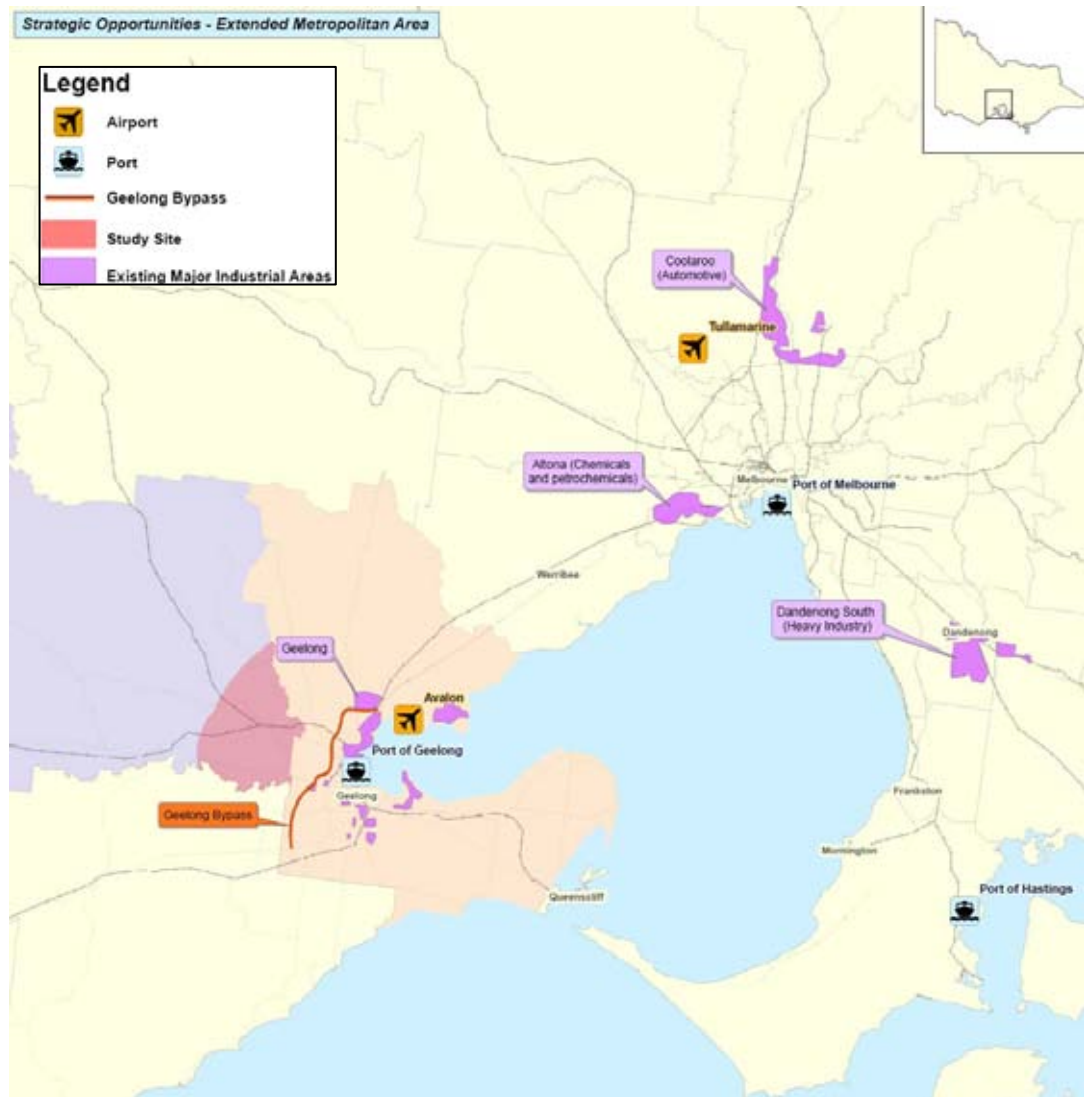 Strategic Opportunities - Extended Metropolitan Area
Legend
Airport
Port
Geelong Bypass
Study Site
Existing Major Industrial Areas
Coolaroo
(Automotive)
Tullamarine
Altona (Chemicals
and petrochemicals)
Melbourne
Port of Melbourne
Werribee
Dandenong South
(Heavy Industry)
Dandenong
Geelong
Avalon
Port of Geelong
Geelong
Geelong Bypass
Frankston
Mornington
Queenscliff
Port of Hastings